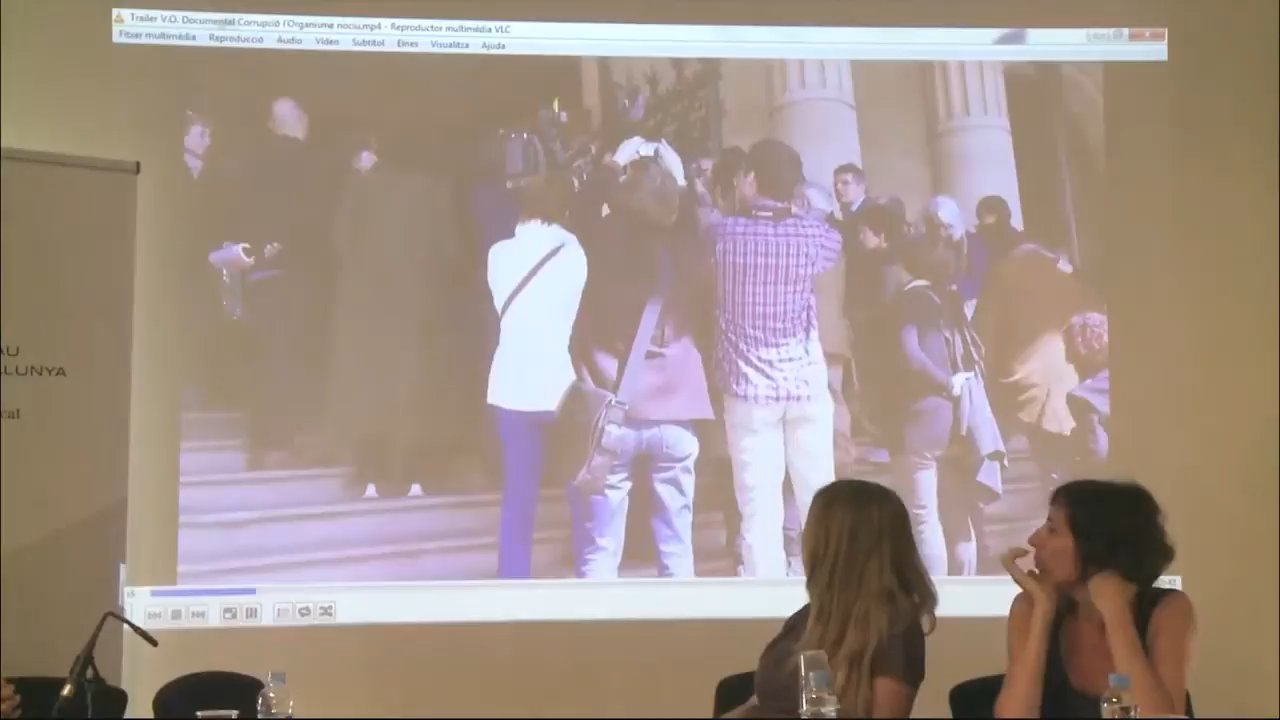 Trailer V.O. Documental Corrupció l'Organisme nociu.mp4 - Reproductor multimèdia VLC
Fitxer multimèdia Reproducció Àudio Vídeo Subtítol Eines Visualitza Ajuda
AU
LLUNYA
cal